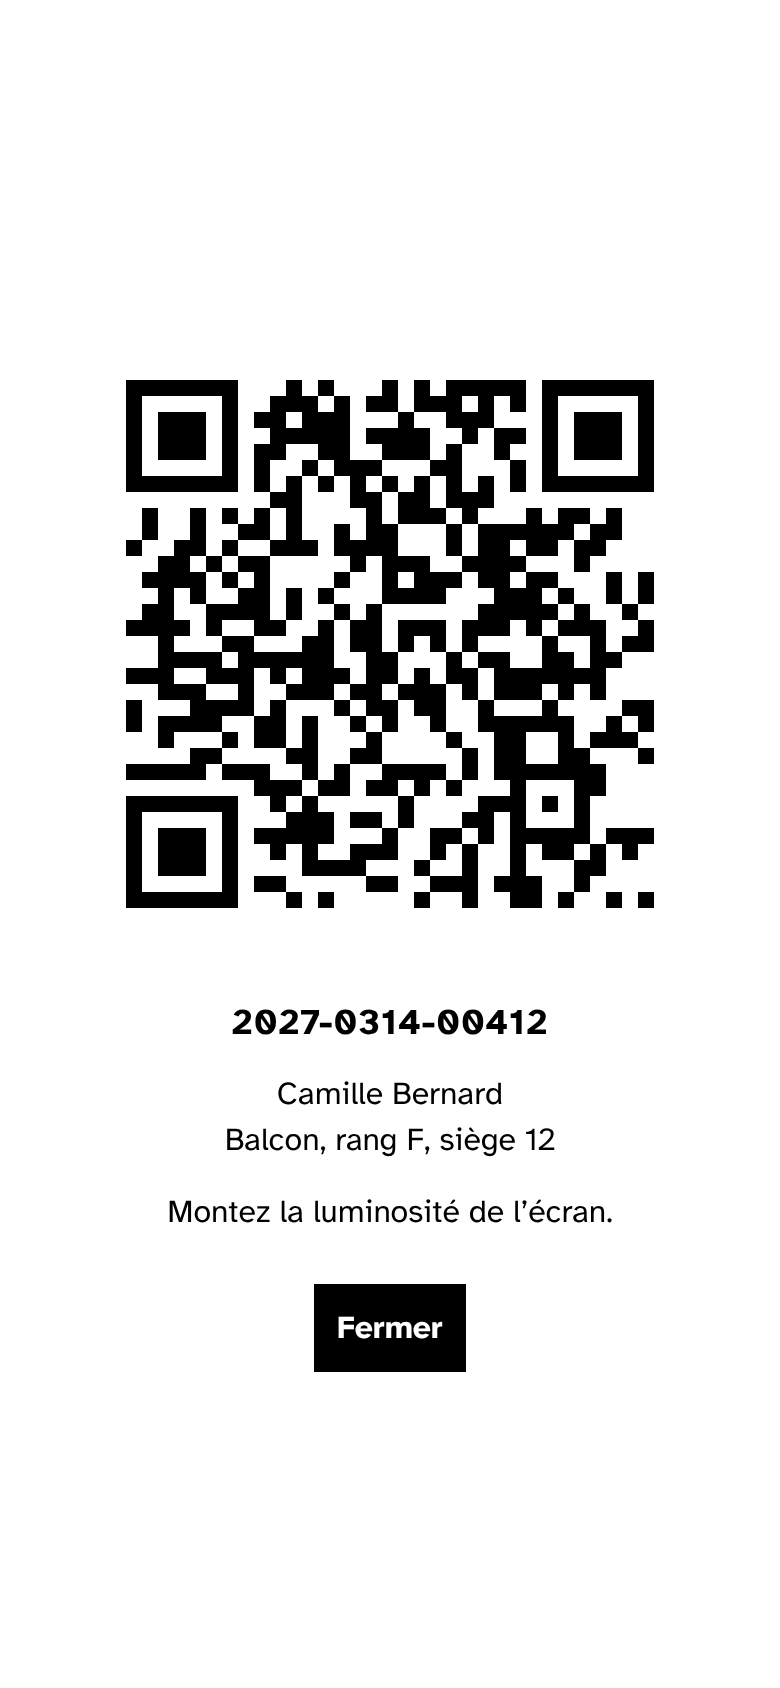 2027-0314-00412
Camille Bernard
Balcon, rang F, siège 12
Montez la luminosité de l’écran.
Fermer